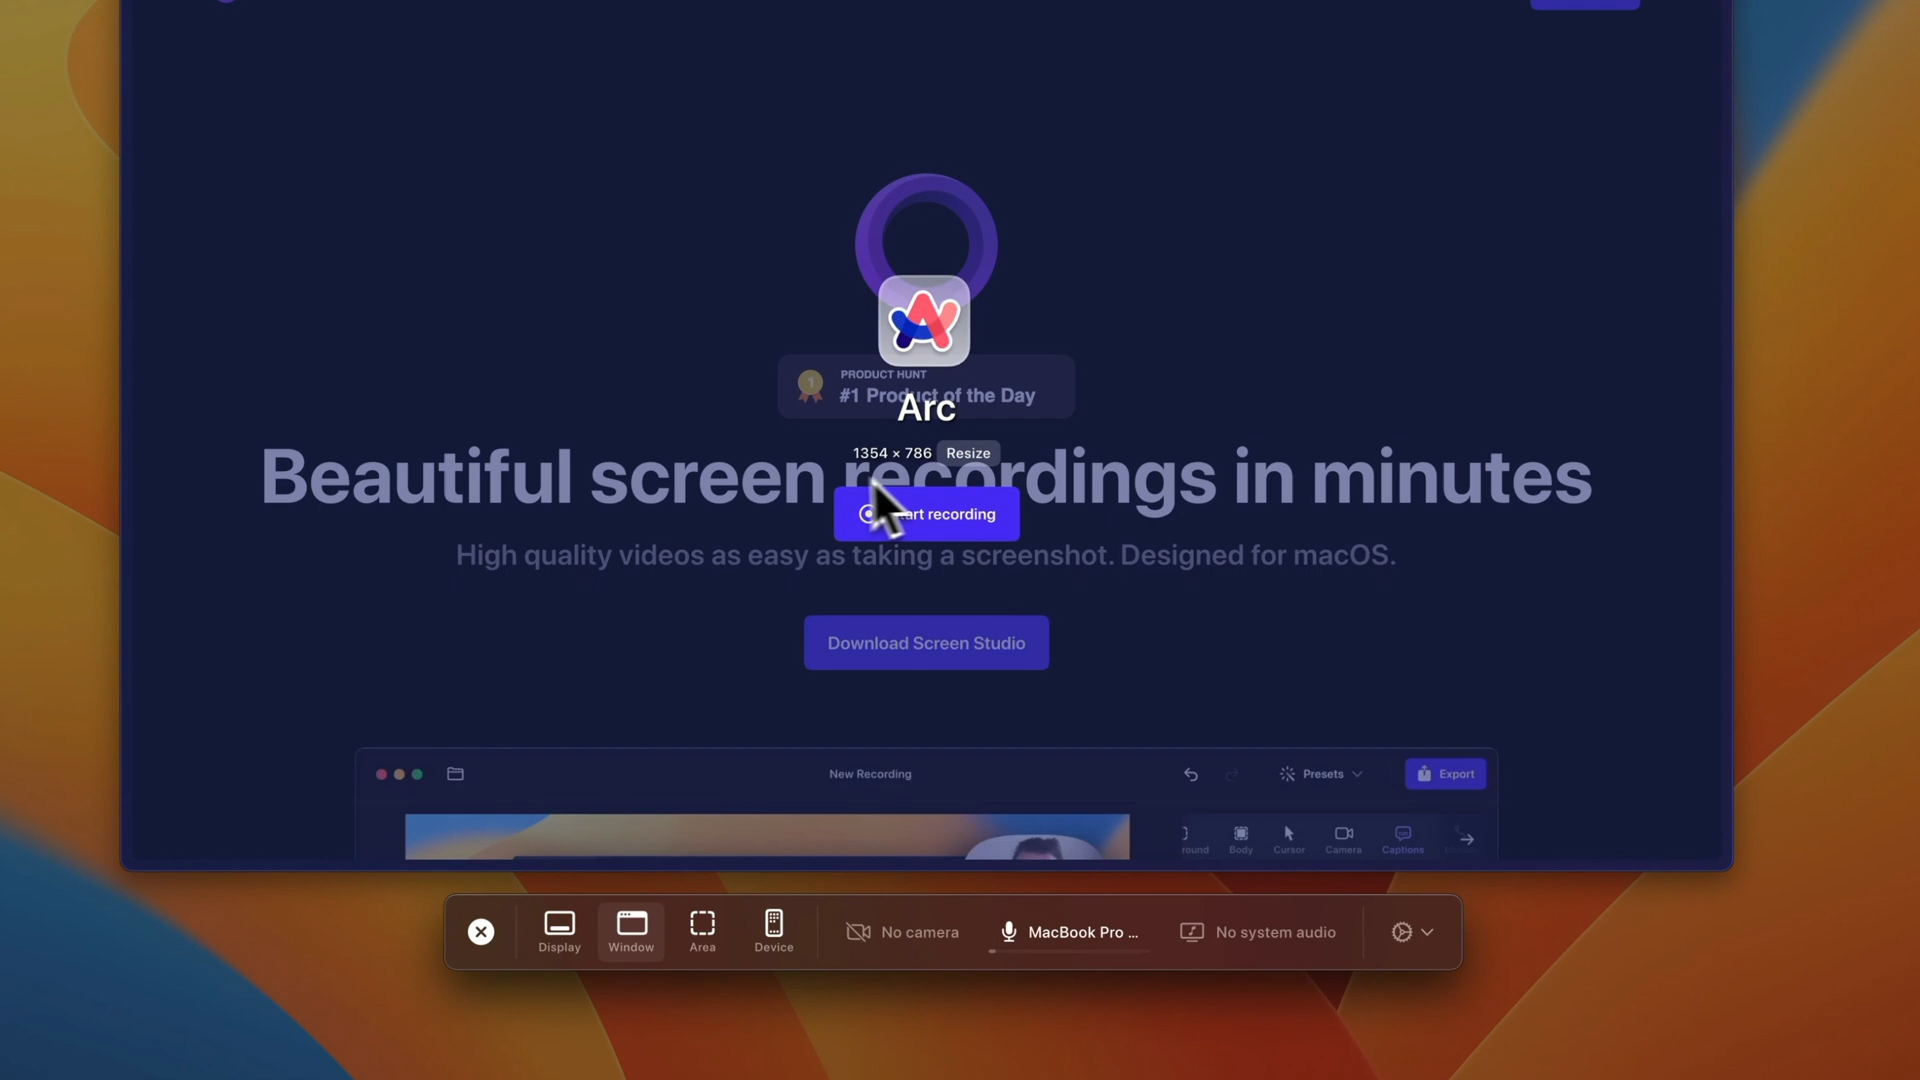 PRODUCT HUNT
#1 Product of the Day
Arc
1354 × 786 Resize
Beautiful screen recordings in minutes
recording
High quality videos as easy as taking a screenshot. Designed for macOS.
Download Screen Studio
New Recording
Presets
Export
Body
Cursor
Camera
Captions
Display
Window
Area
Device
No camera
MacBook Pro ...
No system audio